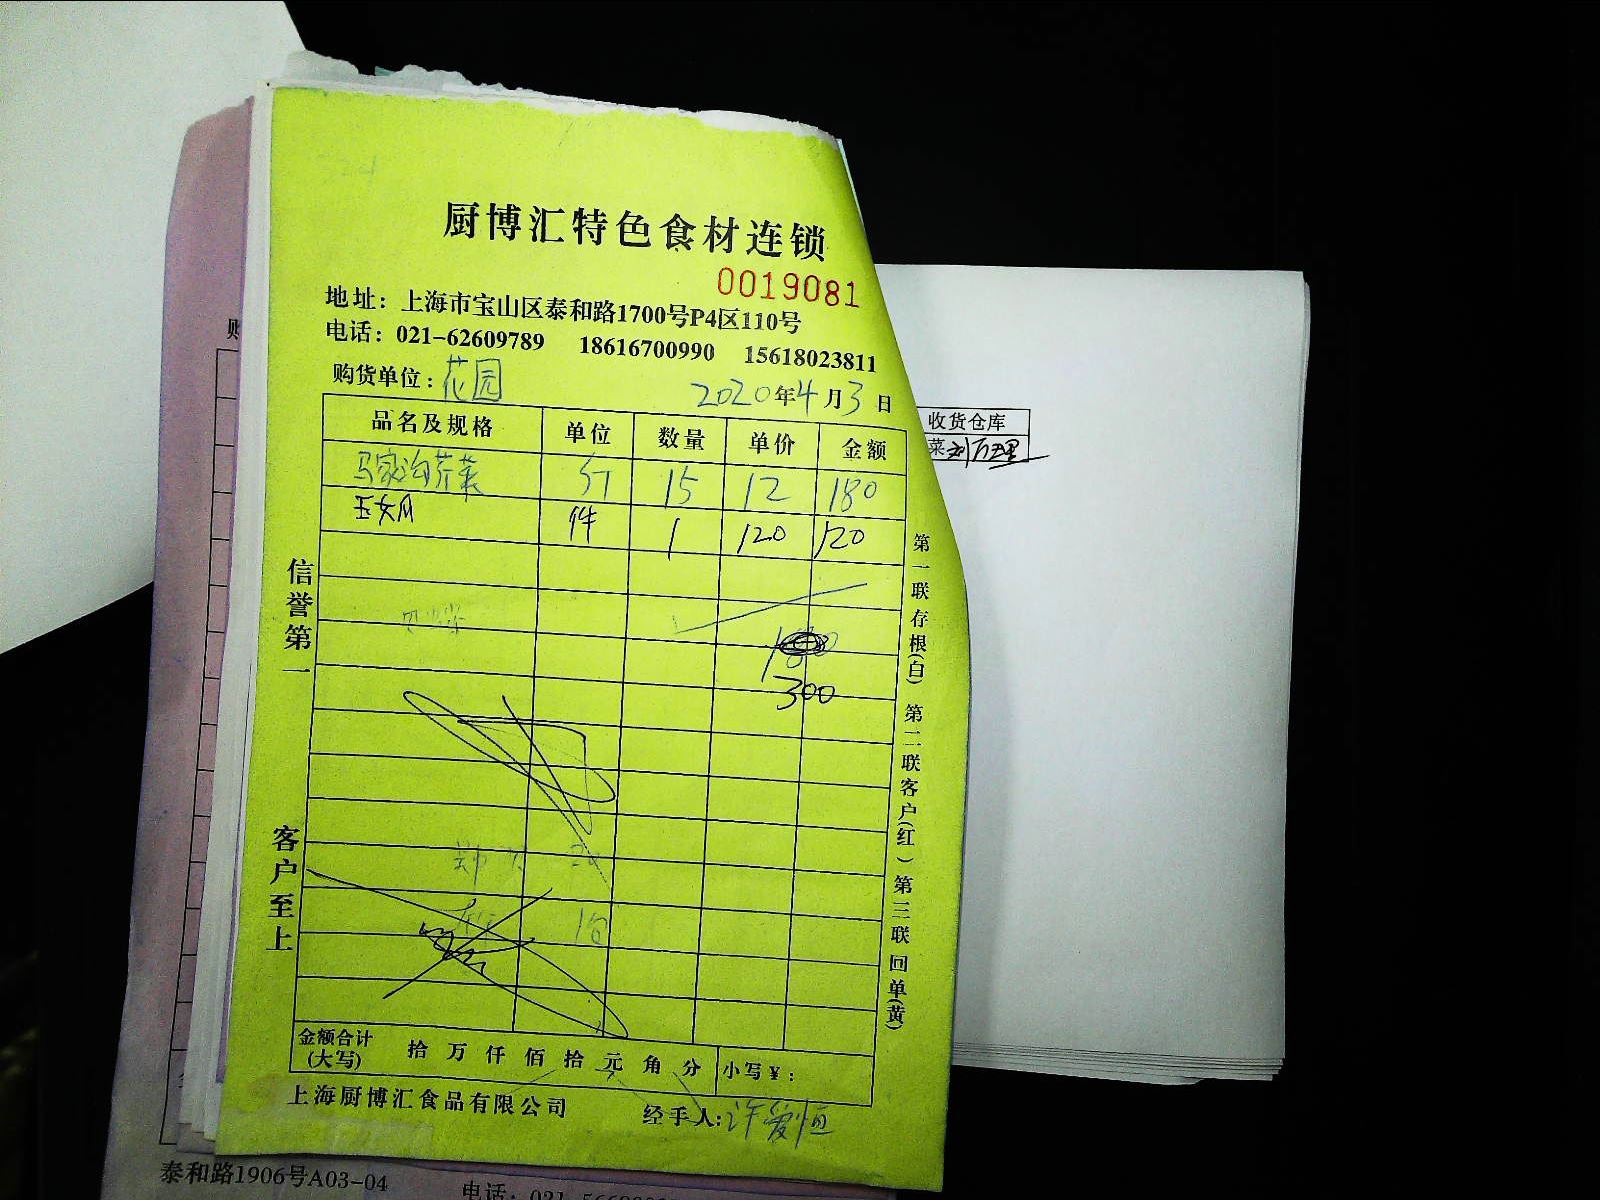 厨博汇特色食材连锁
0019081
地址：上海市宝山区泰和路1700号P4区110号
电话：021-62609789 18616700990 15618023811
购货单位：花园 2020年4月3日
品名及规格 单位 数量 单价 金额
马家沟芹菜 斤 15 12 180
玉女瓜 件 1 120 120
300
信誉第一
客户至上
第一联存根(白) 第二联客户(红) 第三联回单(黄)
金额合计
(大写) 拾 万 仟 佰 拾 元 角 分 小写¥：
上海厨博汇食品有限公司 经手人:许爱恒
收货仓库
菜
购
泰和路1906号A03-04
电话：021-